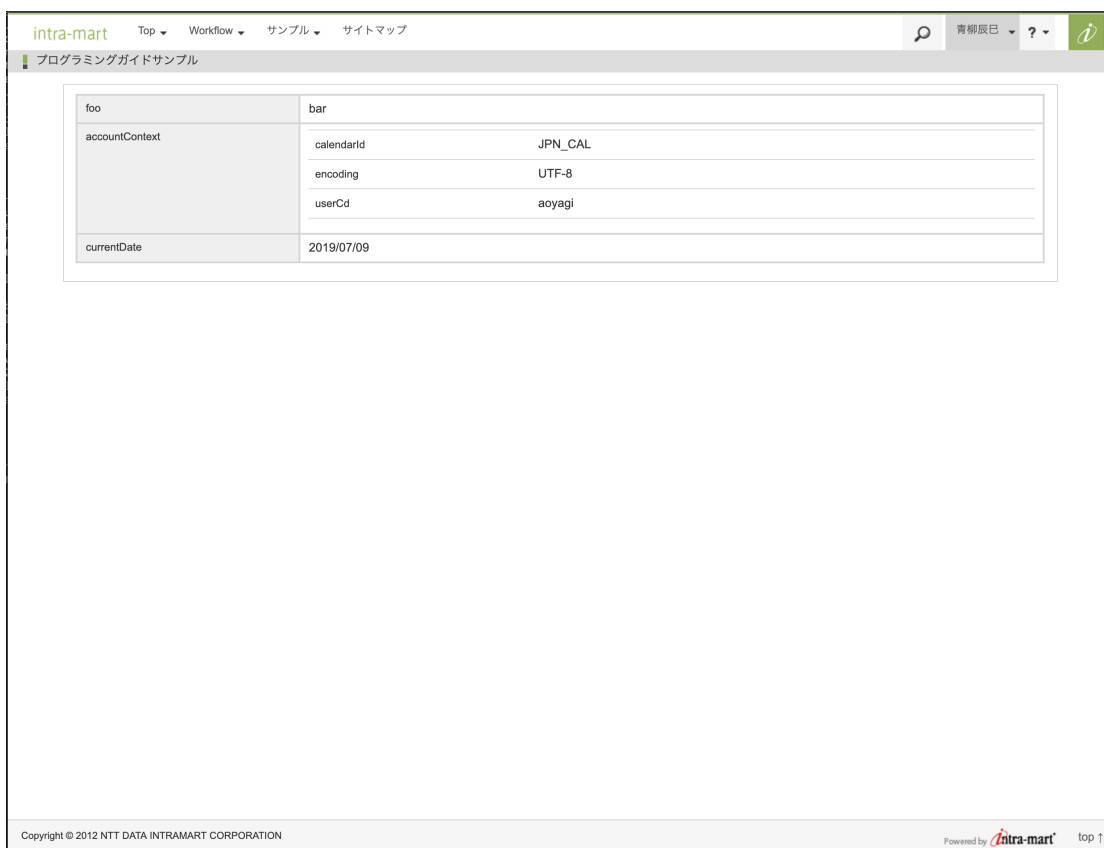 intra-mart Top Workflow サンプル サイトマップ 青柳辰巳 ? i
プログラミングガイドサンプル
foo bar
accountContext
calendarId JPN_CAL
encoding UTF-8
userCd aoyagi
currentDate 2019/07/09
Copyright © 2012 NTT DATA INTRAMART CORPORATION Powered by intra-mart top ↑